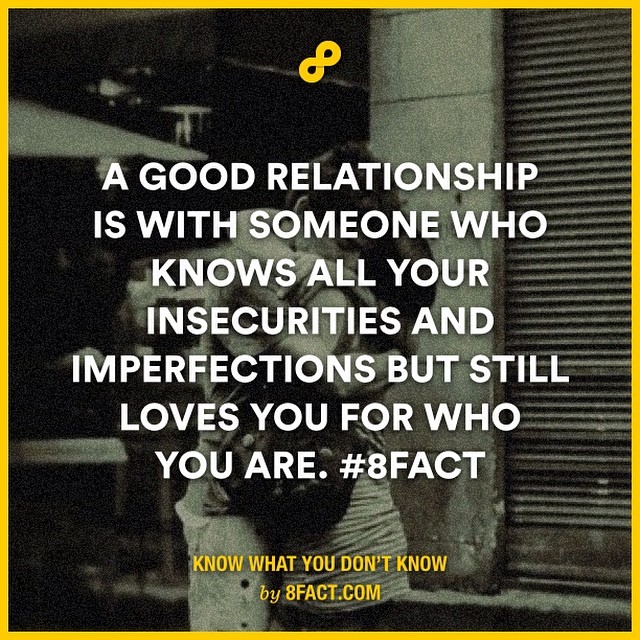 A GOOD RELATIONSHIP
IS WITH SOMEONE WHO
KNOWS ALL YOUR
INSECURITIES AND
IMPERFECTIONS BUT STILL
LOVES YOU FOR WHO
YOU ARE. #8FACT
KNOW WHAT YOU DON'T KNOW
by 8FACT.COM